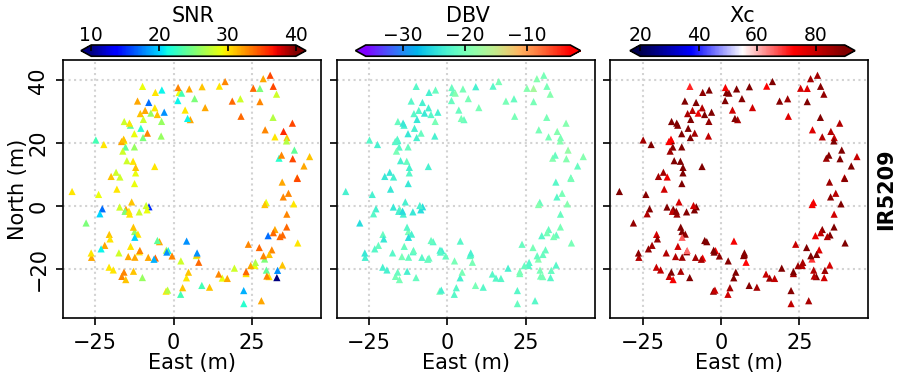 SNR DBV Xc
10 20 30 40 −30 −20 −10 20 40 60 80
40
20
0
−20
North (m)
−25 0 25 −25 0 25 −25 0 25
East (m) East (m) East (m)
IR5209